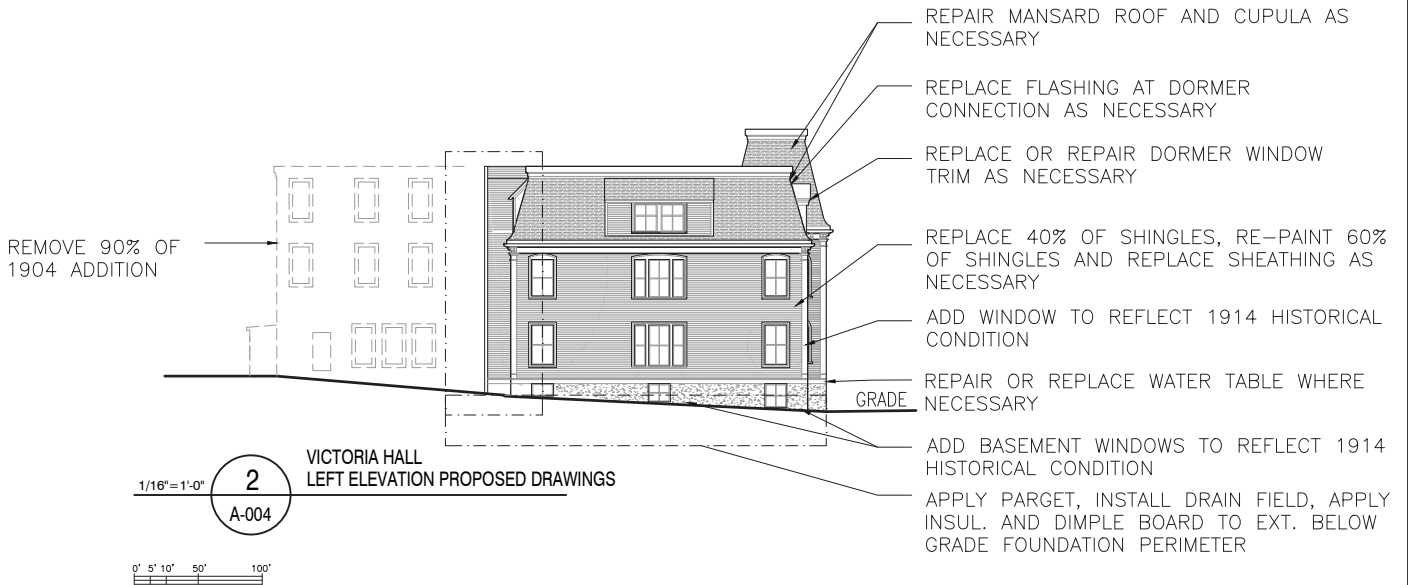 REPAIR MANSARD ROOF AND CUPULA AS
NECESSARY
REPLACE FLASHING AT DORMER
CONNECTION AS NECESSARY
REPLACE OR REPAIR DORMER WINDOW
TRIM AS NECESSARY
REMOVE 90% OF
1904 ADDITION
REPLACE 40% OF SHINGLES, RE-PAINT 60%
OF SHINGLES AND REPLACE SHEATHING AS
NECESSARY
ADD WINDOW TO REFLECT 1914 HISTORICAL
CONDITION
REPAIR OR REPLACE WATER TABLE WHERE
NECESSARY
GRADE
ADD BASEMENT WINDOWS TO REFLECT 1914
HISTORICAL CONDITION
APPLY PARGET, INSTALL DRAIN FIELD, APPLY
INSUL. AND DIMPLE BOARD TO EXT. BELOW
GRADE FOUNDATION PERIMETER
1/16"=1'-0"
2
A-004
VICTORIA HALL
LEFT ELEVATION PROPOSED DRAWINGS
0' 5' 10' 50' 100'